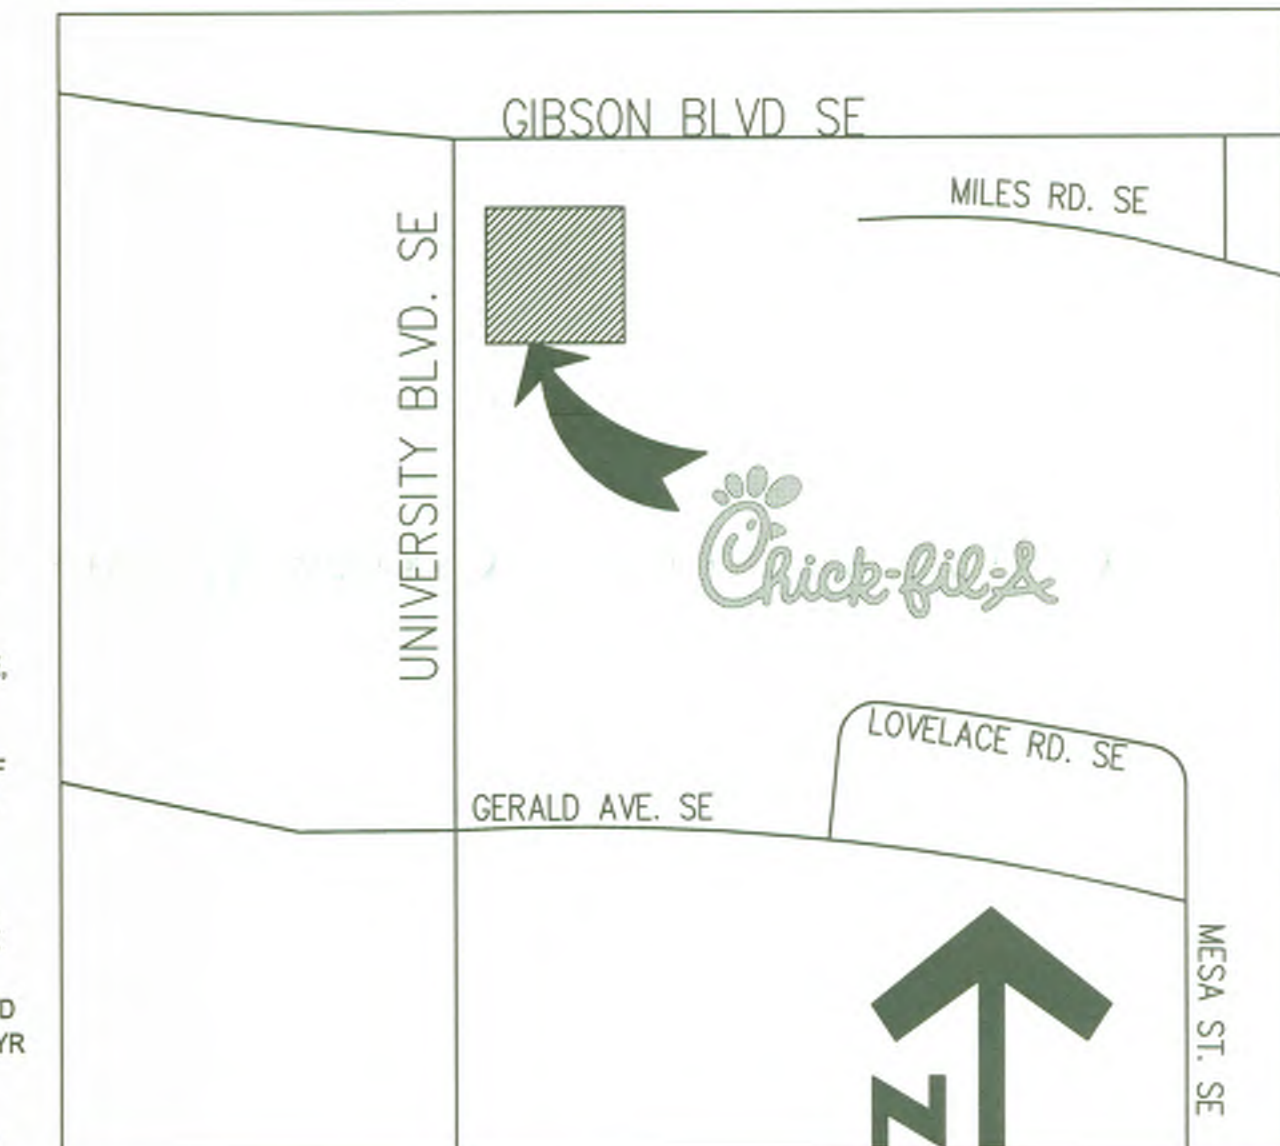 GIBSON BLVD SE
MILES RD. SE
UNIVERSITY BLVD. SE
Chick-fil-A
LOVELACE RD. SE
GERALD AVE. SE
MESA ST. SE
D
YR
N